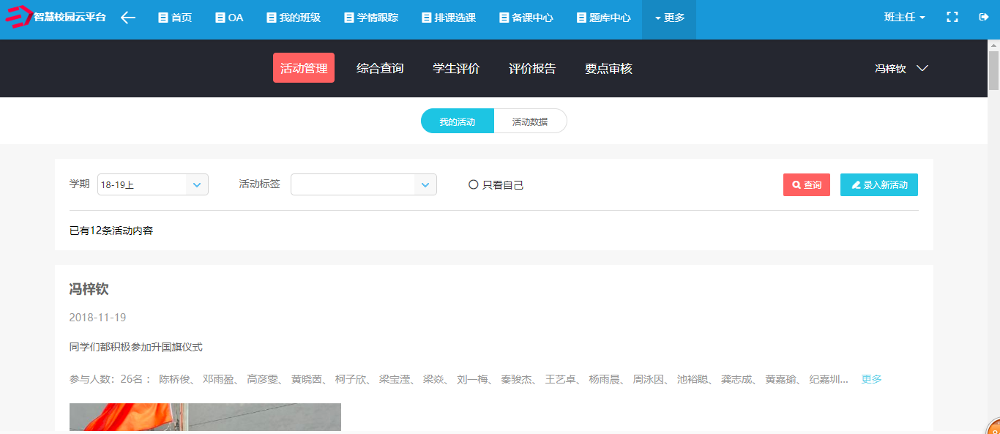 智慧校园云平台 首页 OA 我的班级 学情跟踪 排课选课 备课中心 题库中心 更多 班主任
活动管理 综合查询 学生评价 评价报告 要点审核 冯梓钦
我的活动 活动数据
学期 18-19上 活动标签 只看自己 查询 录入新活动
已有12条活动内容
冯梓钦
2018-11-19
同学们都积极参加升国旗仪式
参与人数：26名： 陈桥俊、 邓雨盈、 高彦雯、 黄晓茵、 柯子欣、 梁宝滢、 梁焱、 刘一梅、 秦骏杰、 王艺卓、 杨雨晨、 周泳因、 池裕聪、 龚志成、 黄嘉瑜、 纪嘉圳... 更多